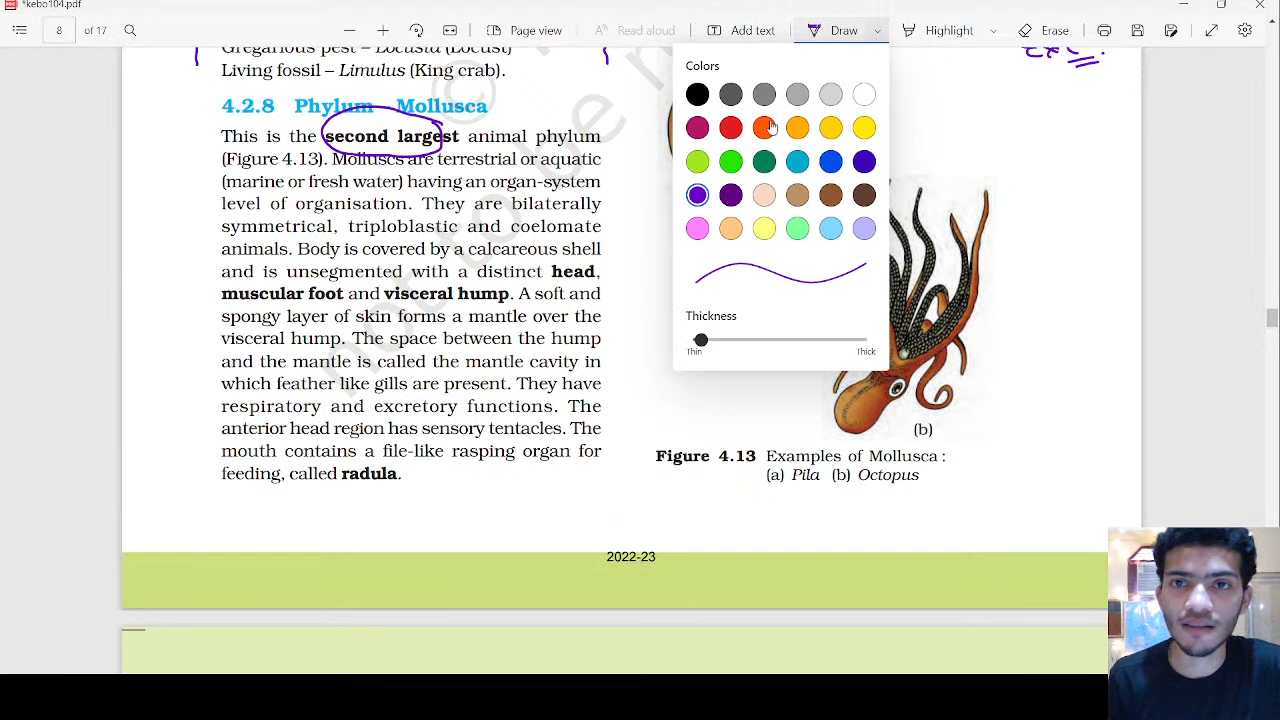 *kebo104.pdf
8 of 17
Page view
Read aloud
Add text
Draw
Highlight
Erase
Gregarious pest – Locusta (Locust)
Living fossil – Limulus (King crab).
4.2.8 Phylum Mollusca
This is the second largest animal phylum
(Figure 4.13). Molluscs are terrestrial or aquatic
(marine or fresh water) having an organ-system
level of organisation. They are bilaterally
symmetrical, triploblastic and coelomate
animals. Body is covered by a calcareous shell
and is unsegmented with a distinct head,
muscular foot and visceral hump. A soft and
spongy layer of skin forms a mantle over the
visceral hump. The space between the hump
and the mantle is called the mantle cavity in
which feather like gills are present. They have
respiratory and excretory functions. The
anterior head region has sensory tentacles. The
mouth contains a file-like rasping organ for
feeding, called radula.
Colors
Thickness
Thin
Thick
(b)
Figure 4.13 Examples of Mollusca :
(a) Pila (b) Octopus
2022-23
not to be r
©